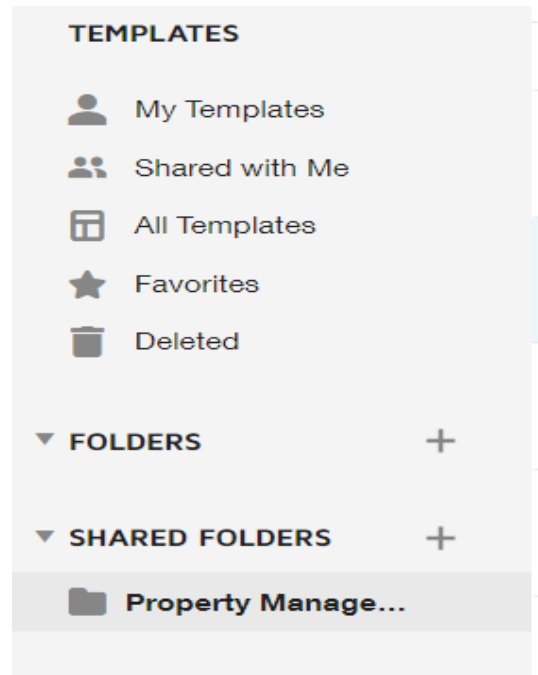 TEMPLATES
My Templates
Shared with Me
All Templates
Favorites
Deleted
FOLDERS
SHARED FOLDERS
Property Manage...